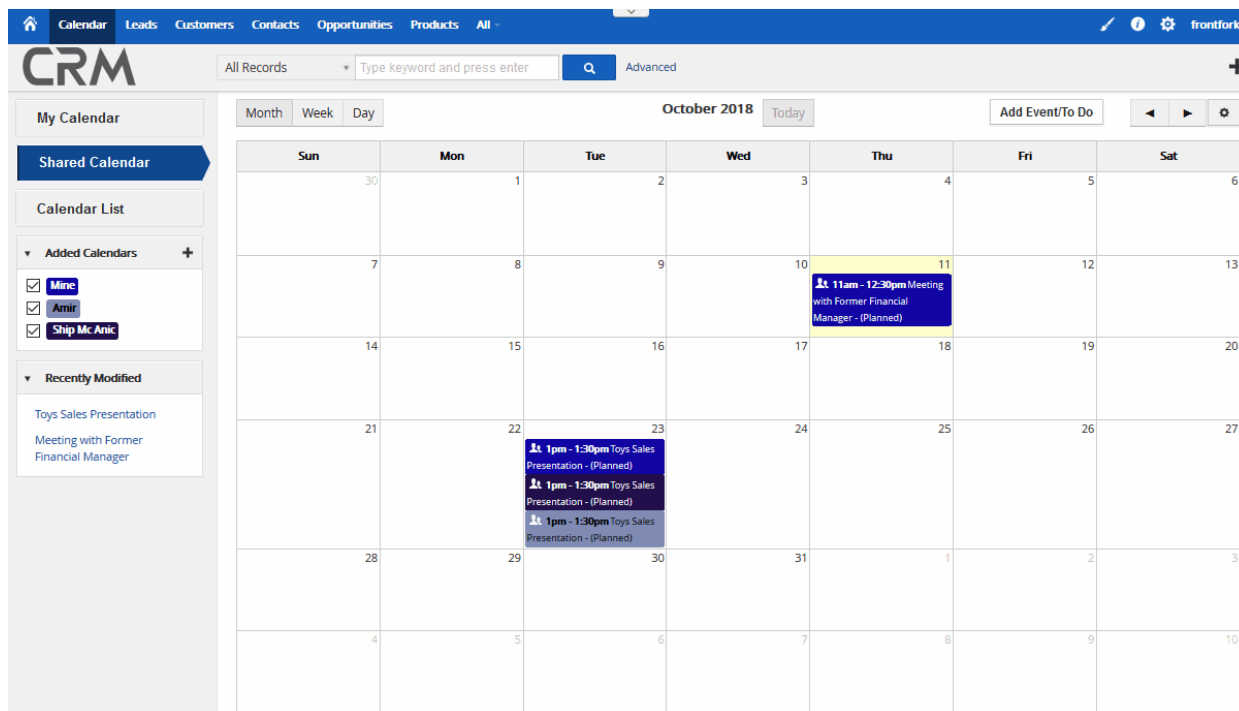 Calendar Leads Customers Contacts Opportunities Products All frontfork
CRM
All Records Type keyword and press enter Advanced
My Calendar
Shared Calendar
Calendar List
Added Calendars
Mine
Amir
Ship Mc Anic
Recently Modified
Toys Sales Presentation
Meeting with Former
Financial Manager
Month Week Day October 2018 Today Add Event/To Do
Sun Mon Tue Wed Thu Fri Sat
30 1 2 3 4 5 6
7 8 9 10 11 12 13
11am - 12:30pm Meeting
with Former Financial
Manager - (Planned)
14 15 16 17 18 19 20
21 22 23 24 25 26 27
1pm - 1:30pm Toys Sales
Presentation - (Planned)
1pm - 1:30pm Toys Sales
Presentation - (Planned)
1pm - 1:30pm Toys Sales
Presentation - (Planned)
28 29 30 31 1 2 3
4 5 6 7 8 9 10